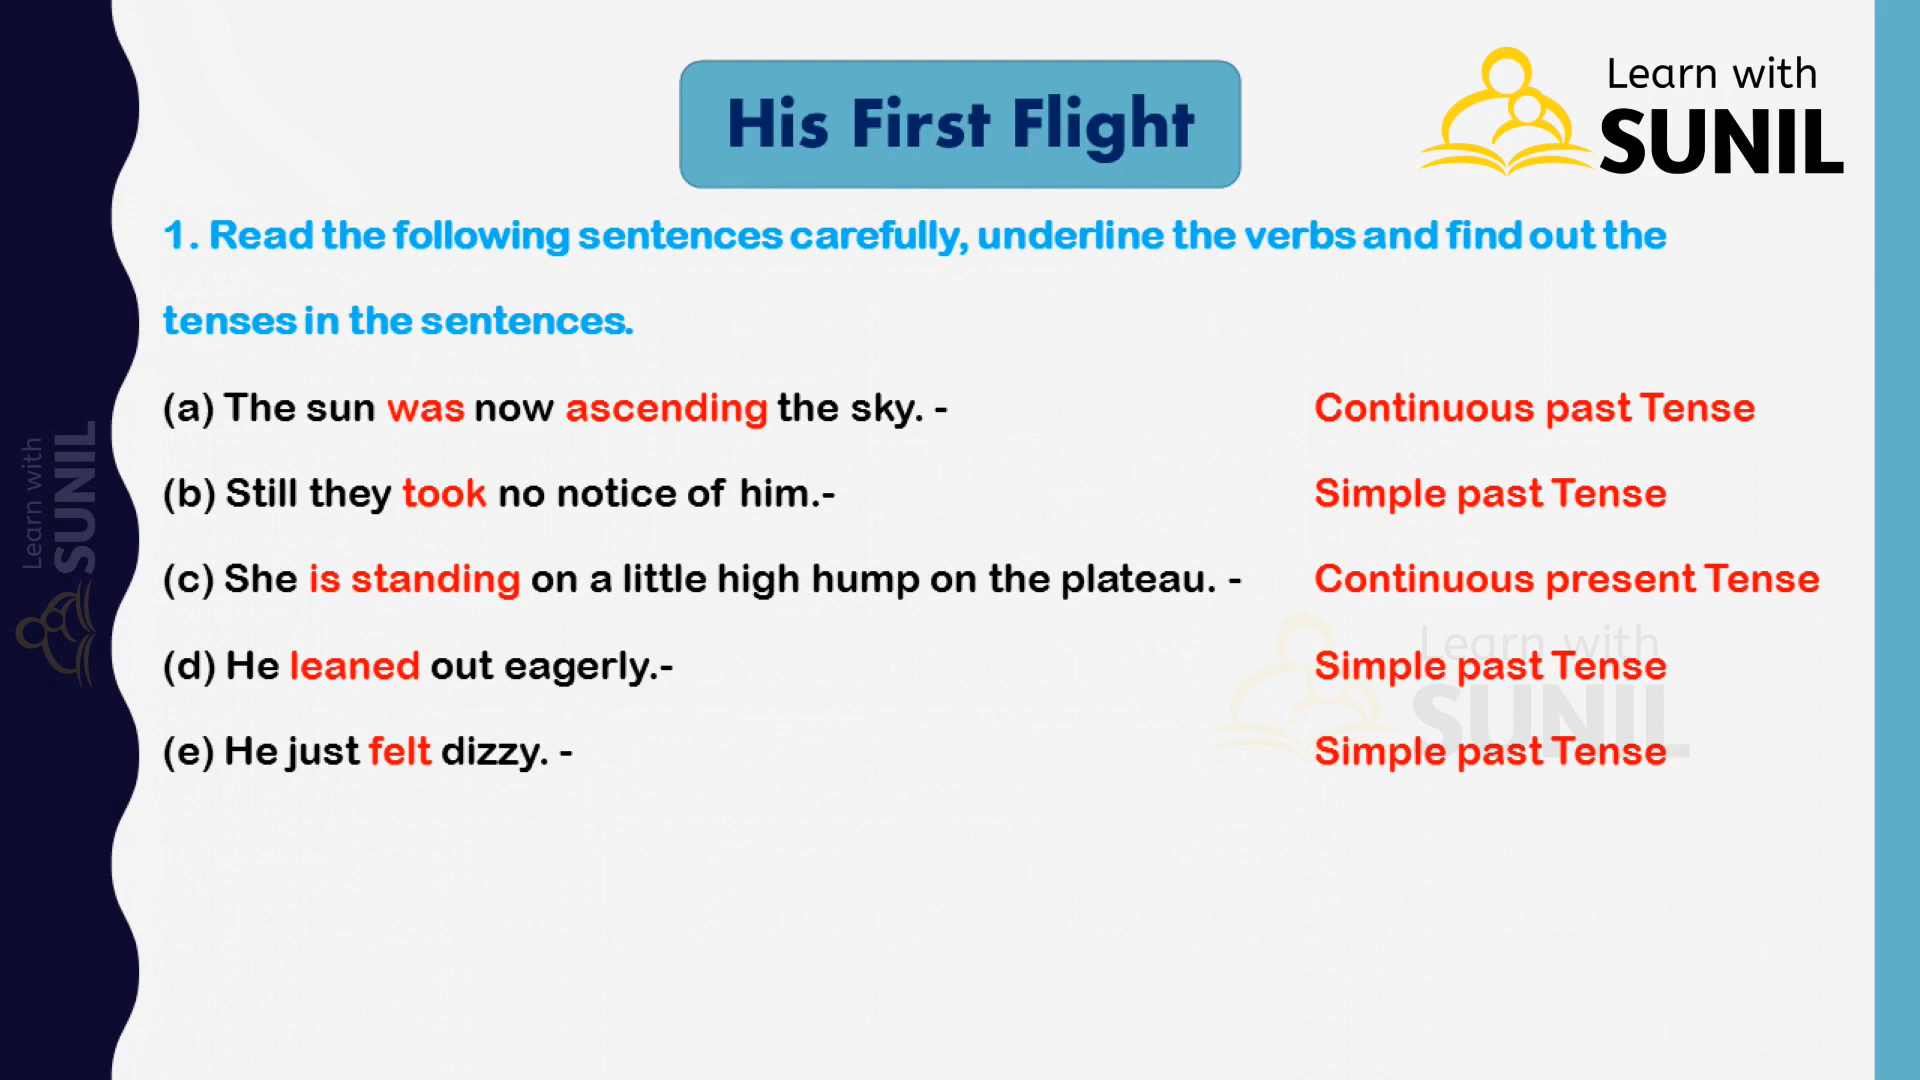 His First Flight
Learn with
SUNIL
1. Read the following sentences carefully, underline the verbs and find out the
tenses in the sentences.
(a) The sun was now ascending the sky. - Continuous past Tense
(b) Still they took no notice of him.- Simple past Tense
(c) She is standing on a little high hump on the plateau. - Continuous present Tense
(d) He leaned out eagerly.- Simple past Tense
(e) He just felt dizzy. - Simple past Tense
Learn with
SUNIL
Learn with
SUNIL